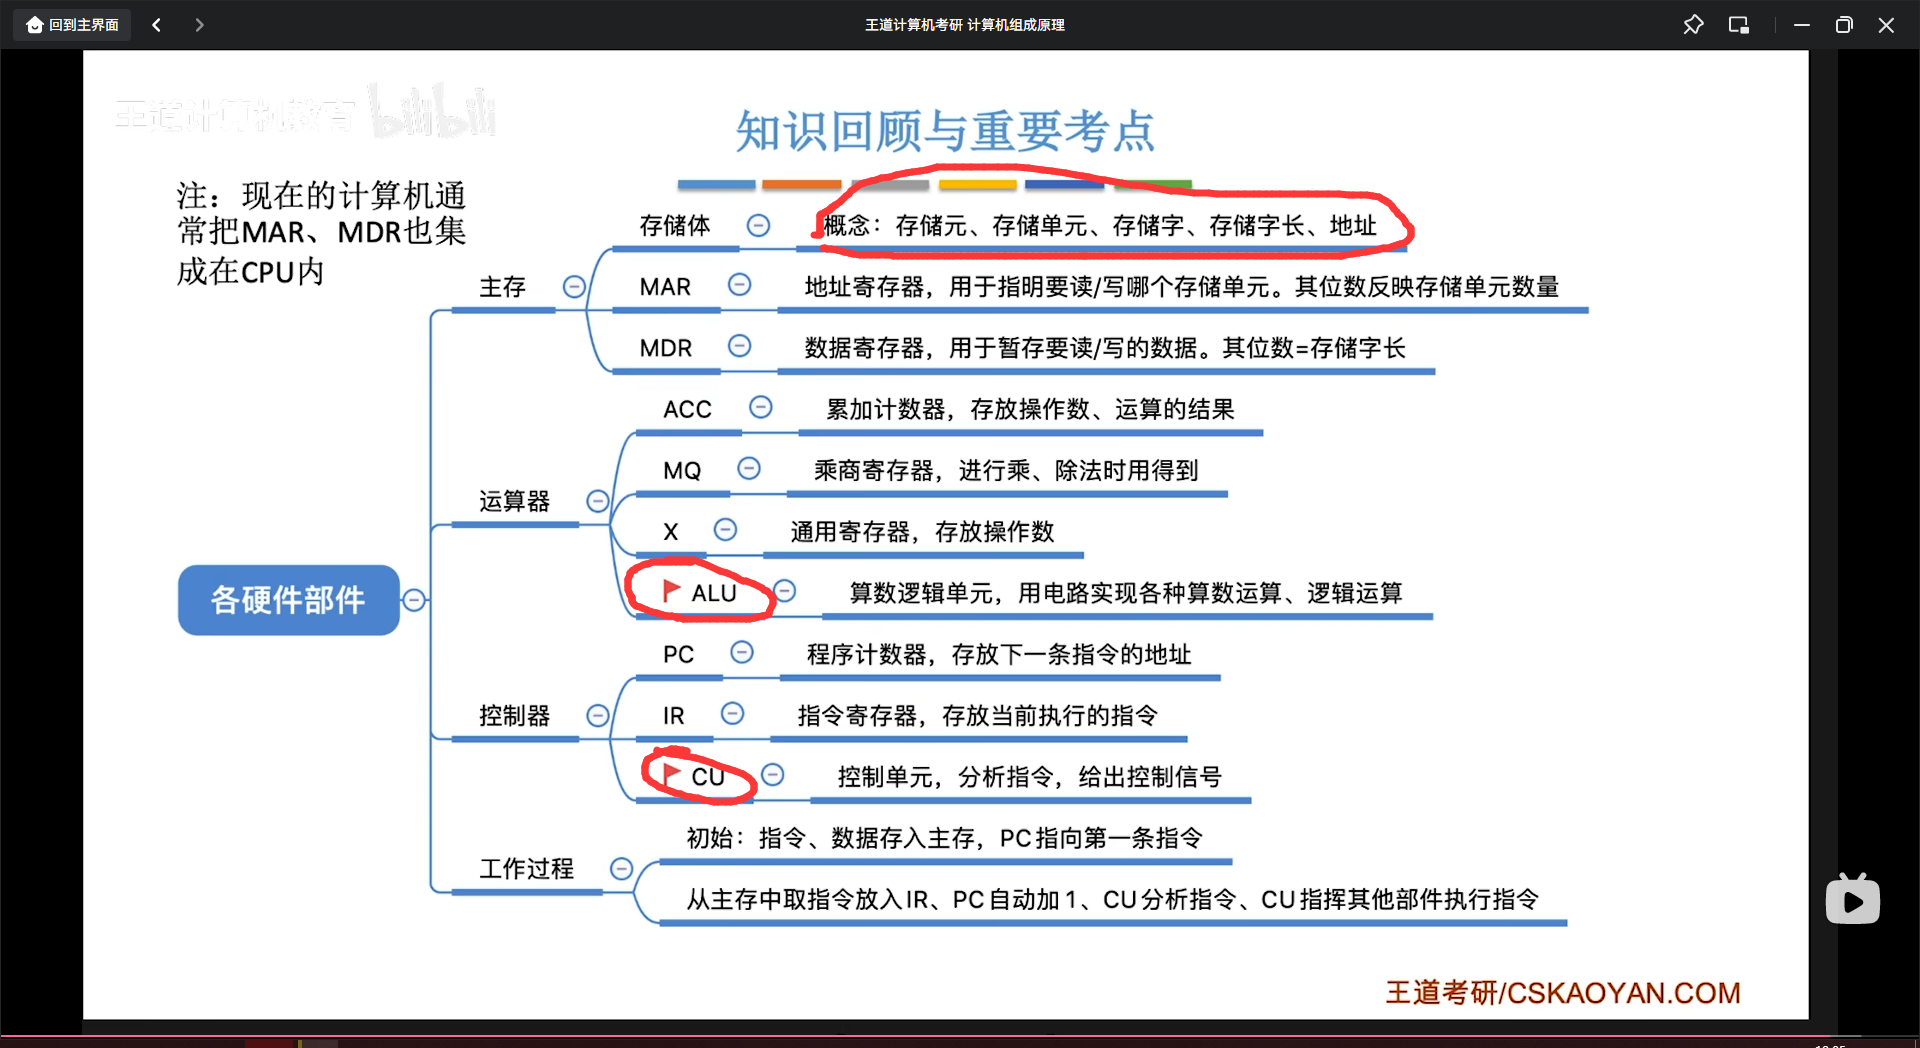 回到主界面
王道计算机考研 计算机组成原理
王道计算机教育 bilibili
知识回顾与重要考点
注：现在的计算机通
常把MAR、MDR也集
成在CPU内
各硬件部件
主存
存储体
概念：存储元、存储单元、存储字、存储字长、地址
MAR
地址寄存器，用于指明要读/写哪个存储单元。其位数反映存储单元数量
MDR
数据寄存器，用于暂存要读/写的数据。其位数=存储字长
运算器
ACC
累加计数器，存放操作数、运算的结果
MQ
乘商寄存器，进行乘、除法时用得到
X
通用寄存器，存放操作数
ALU
算数逻辑单元，用电路实现各种算数运算、逻辑运算
控制器
PC
程序计数器，存放下一条指令的地址
IR
指令寄存器，存放当前执行的指令
CU
控制单元，分析指令，给出控制信号
工作过程
初始：指令、数据存入主存，PC指向第一条指令
从主存中取指令放入IR、PC自动加1、CU分析指令、CU指挥其他部件执行指令
王道考研/CSKAOYAN.COM